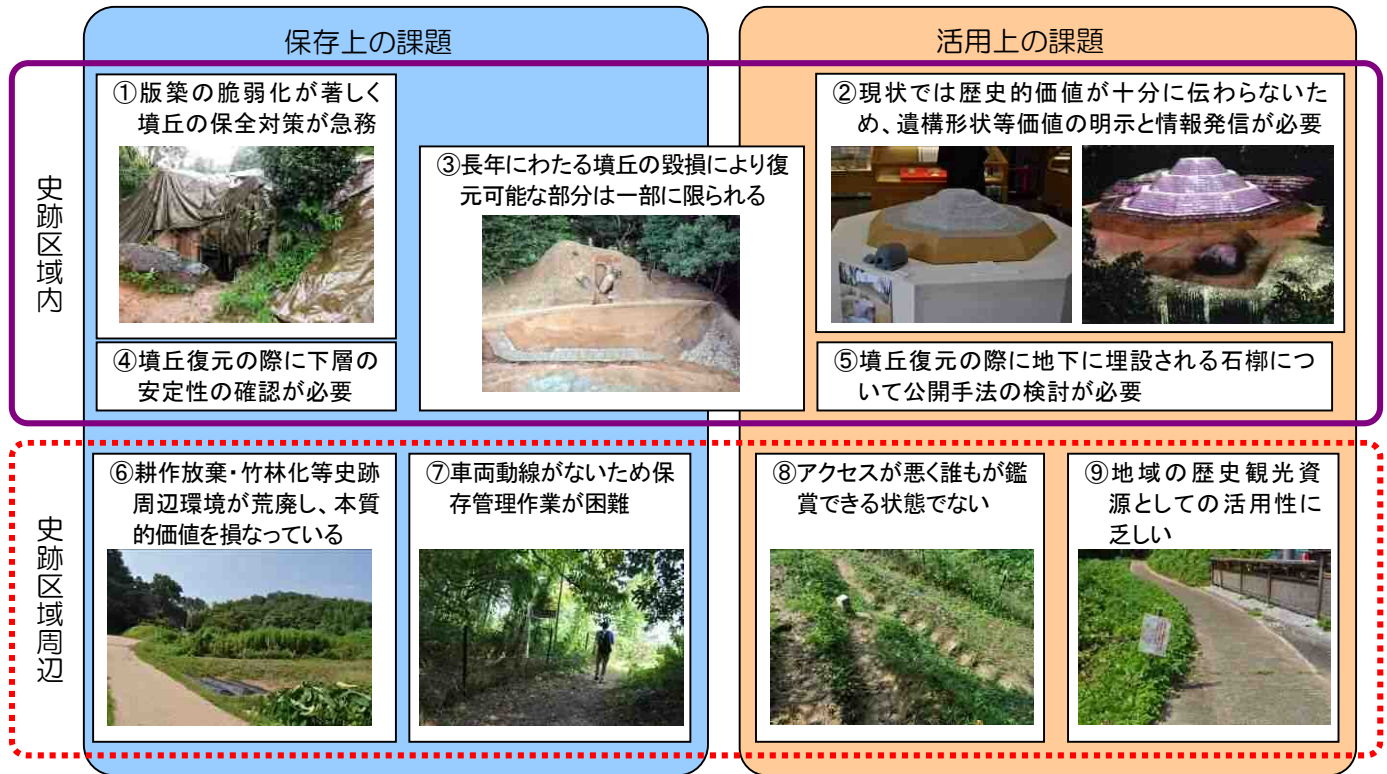 保存上の課題
活用上の課題
史跡区域内
①版築の脆弱化が著しく
墳丘の保全対策が急務
②現状では歴史的価値が十分に伝わらないた
め、遺構形状等価値の明示と情報発信が必要
③長年にわたる墳丘の毀損により復
元可能な部分は一部に限られる
④墳丘復元の際に下層の
安定性の確認が必要
⑤墳丘復元の際に地下に埋設される石槨につ
いて公開手法の検討が必要
史跡区域周辺
⑥耕作放棄・竹林化等史跡
周辺環境が荒廃し、本質
的価値を損なっている
⑦車両動線がないため保
存管理作業が困難
⑧アクセスが悪く誰もが鑑
賞できる状態でない
⑨地域の歴史観光資
源としての活用性に
乏しい